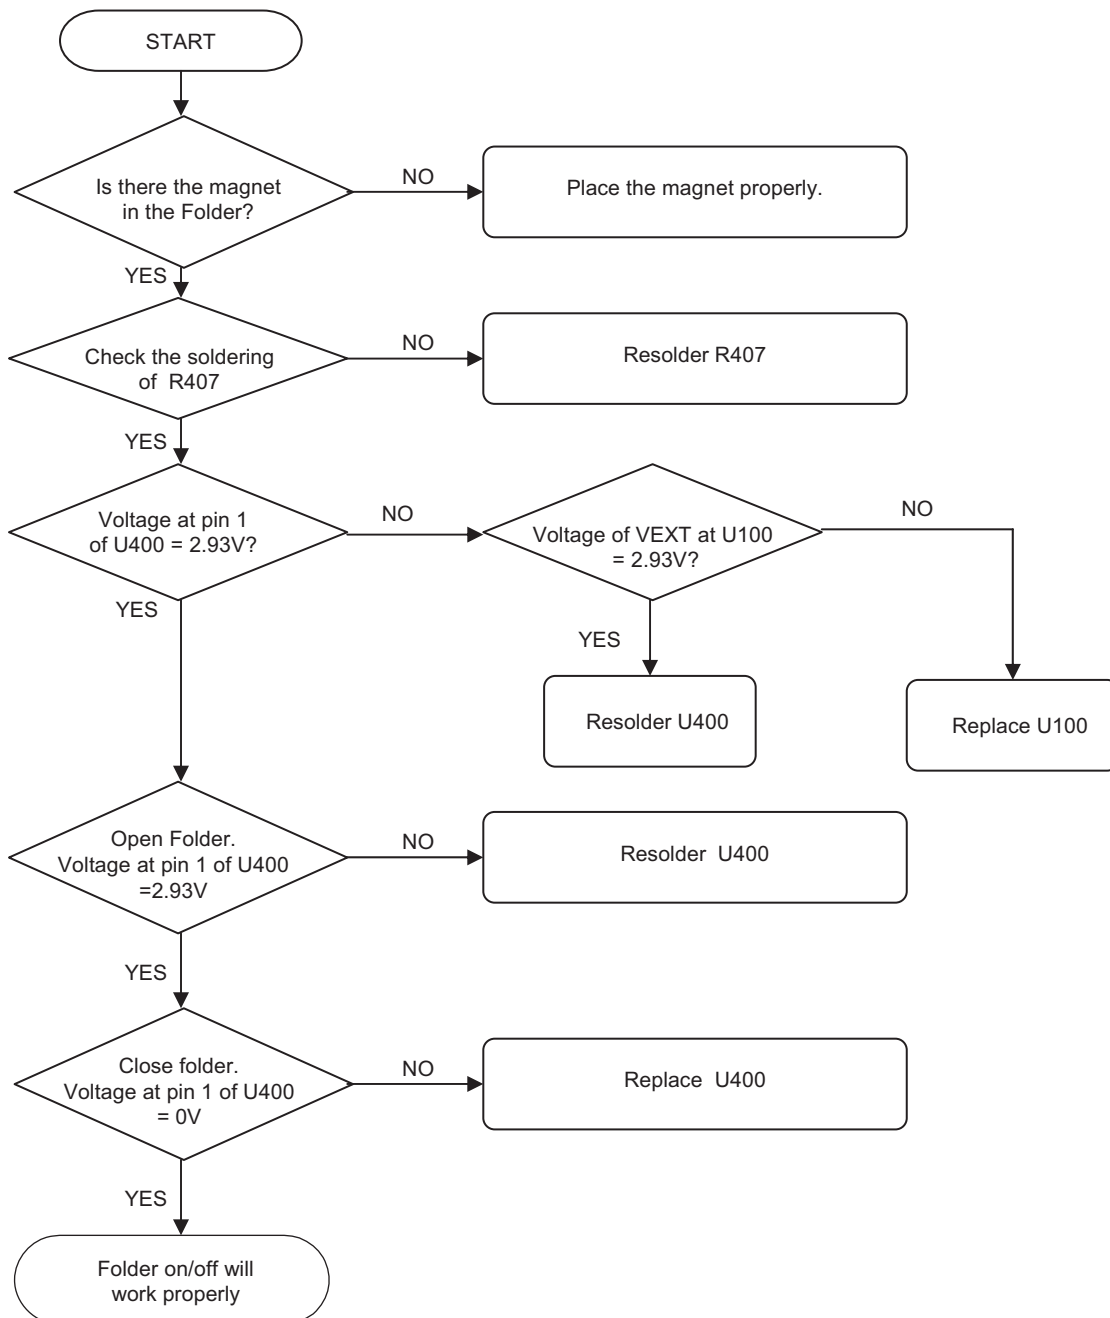 START
Is there the magnet
in the Folder?
NO
Place the magnet properly.
YES
Check the soldering
of R407
NO
Resolder R407
YES
Voltage at pin 1
of U400 = 2.93V?
NO
Voltage of VEXT at U100
= 2.93V?
NO
YES
YES
Resolder U400
Replace U100
Open Folder.
Voltage at pin 1 of U400
=2.93V
NO
Resolder U400
YES
Close folder.
Voltage at pin 1 of U400
= 0V
NO
Replace U400
YES
Folder on/off will
work properly